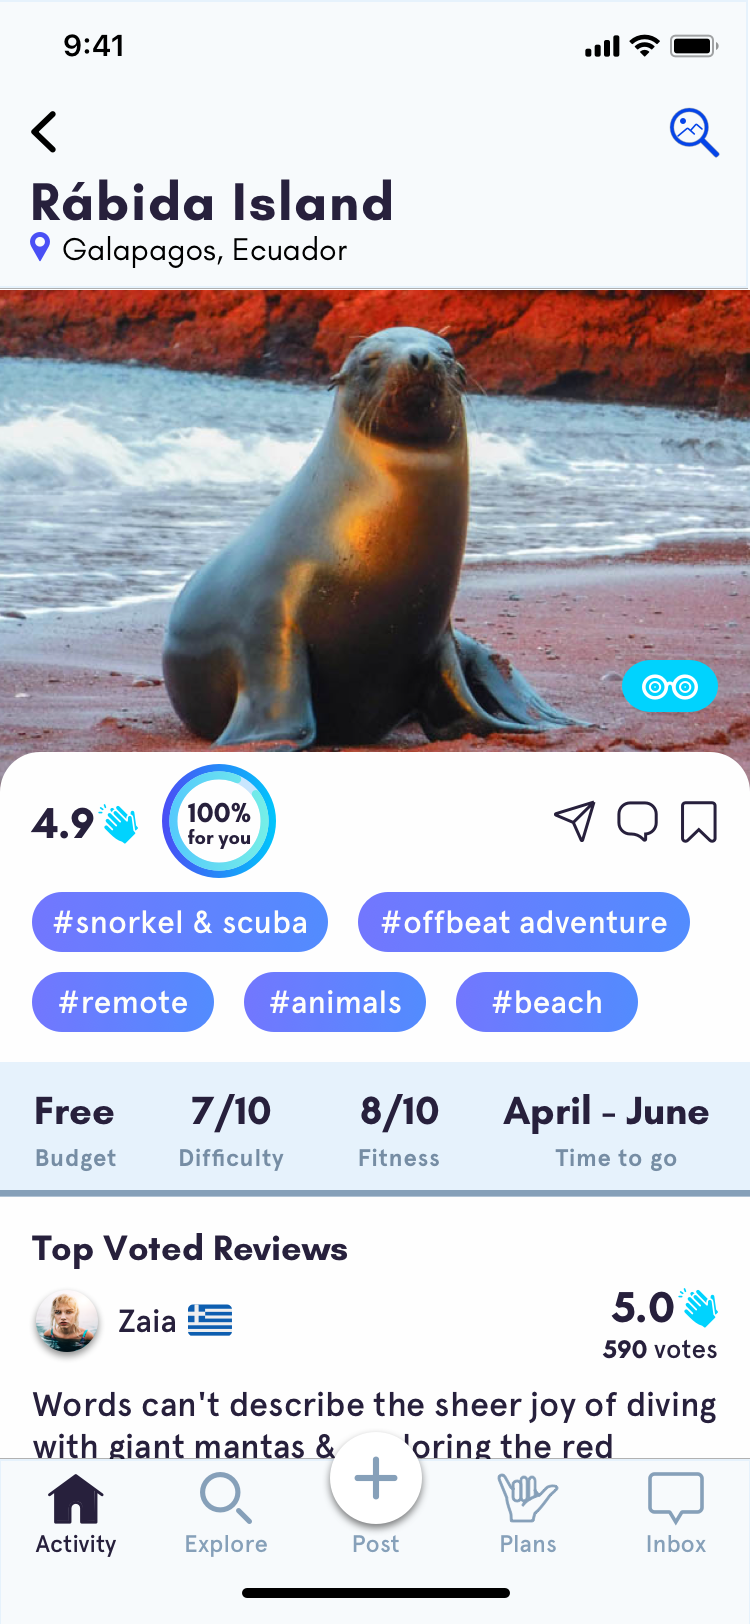 9:41
Rábida Island
Galapagos, Ecuador
4.9
100%
for you
#snorkel & scuba
#offbeat adventure
#remote
#animals
#beach
Free
7/10
8/10
April - June
Budget
Difficulty
Fitness
Time to go
Top Voted Reviews
Zaia
5.0
590 votes
Words can't describe the sheer joy of diving
with giant mantas & loring the red
Activity
Explore
Post
Plans
Inbox